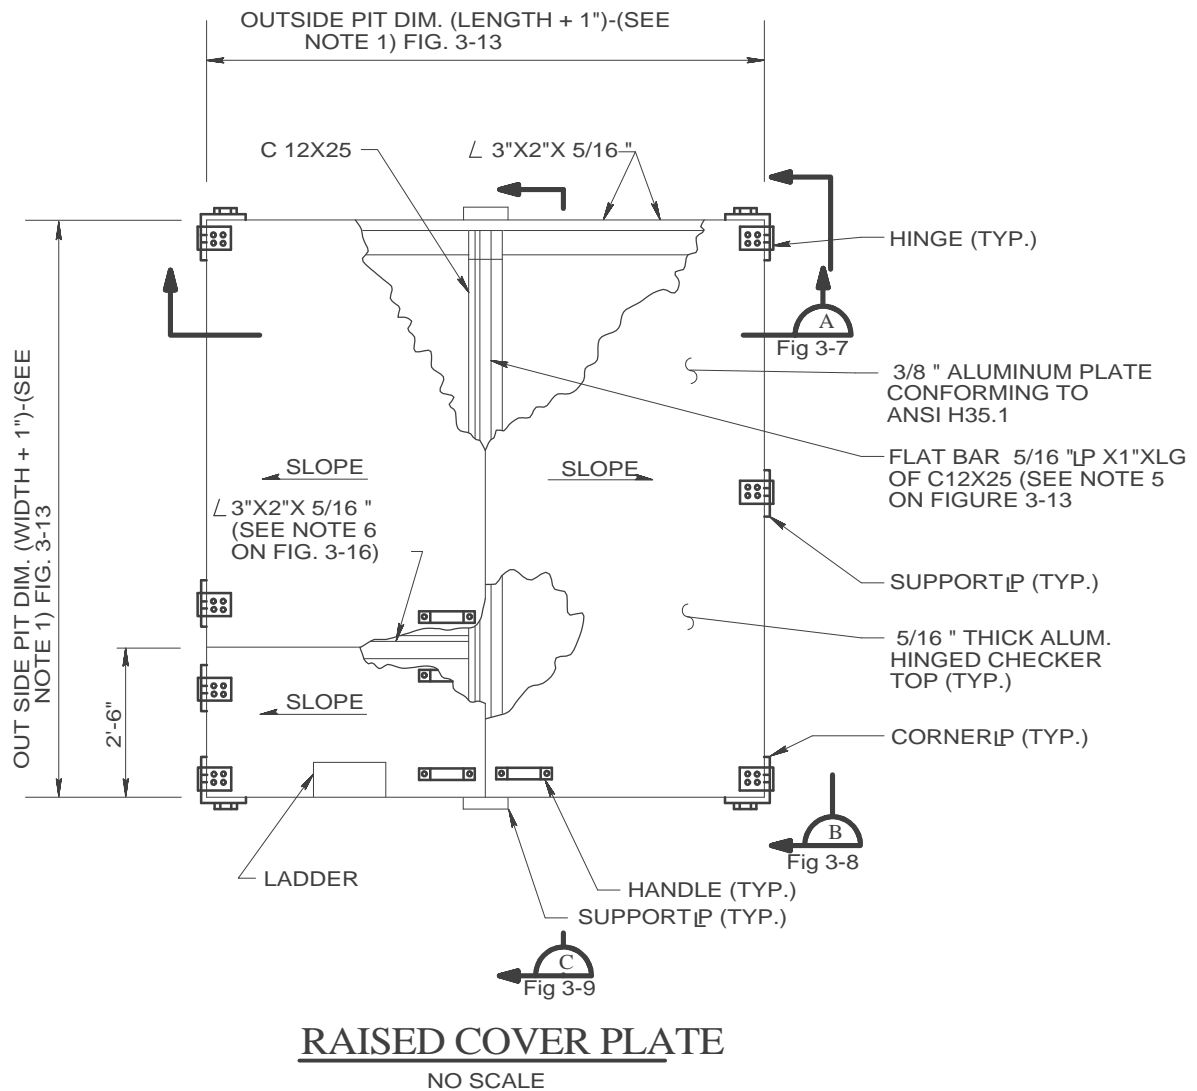 OUTSIDE PIT DIM. (LENGTH + 1")-(SEE
NOTE 1) FIG. 3-13
C 12X25
∠ 3"X2"X 5/16 "
HINGE (TYP.)
A
Fig 3-7
3/8 " ALUMINUM PLATE
CONFORMING TO
ANSI H35.1
FLAT BAR 5/16 "LP X1"XLG
OF C12X25 (SEE NOTE 5
ON FIGURE 3-13
SLOPE
SLOPE
∠ 3"X2"X 5/16 "
(SEE NOTE 6
ON FIG. 3-16)
OUT SIDE PIT DIM. (WIDTH + 1")-(SEE
NOTE 1) FIG. 3-13
SUPPORT LP (TYP.)
5/16 " THICK ALUM.
HINGED CHECKER
TOP (TYP.)
2'-6"
SLOPE
CORNER LP (TYP.)
B
Fig 3-8
LADDER
HANDLE (TYP.)
SUPPORT LP (TYP.)
C
Fig 3-9
RAISED COVER PLATE
NO SCALE